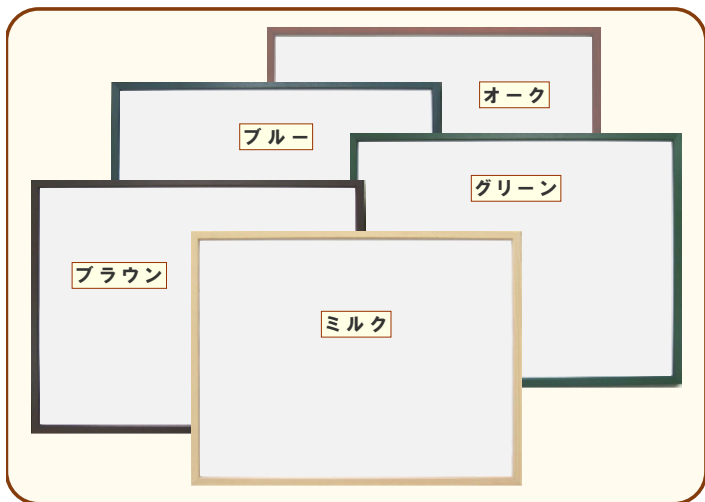 オーク
ブルー
グリーン
ブラウン
ミルク